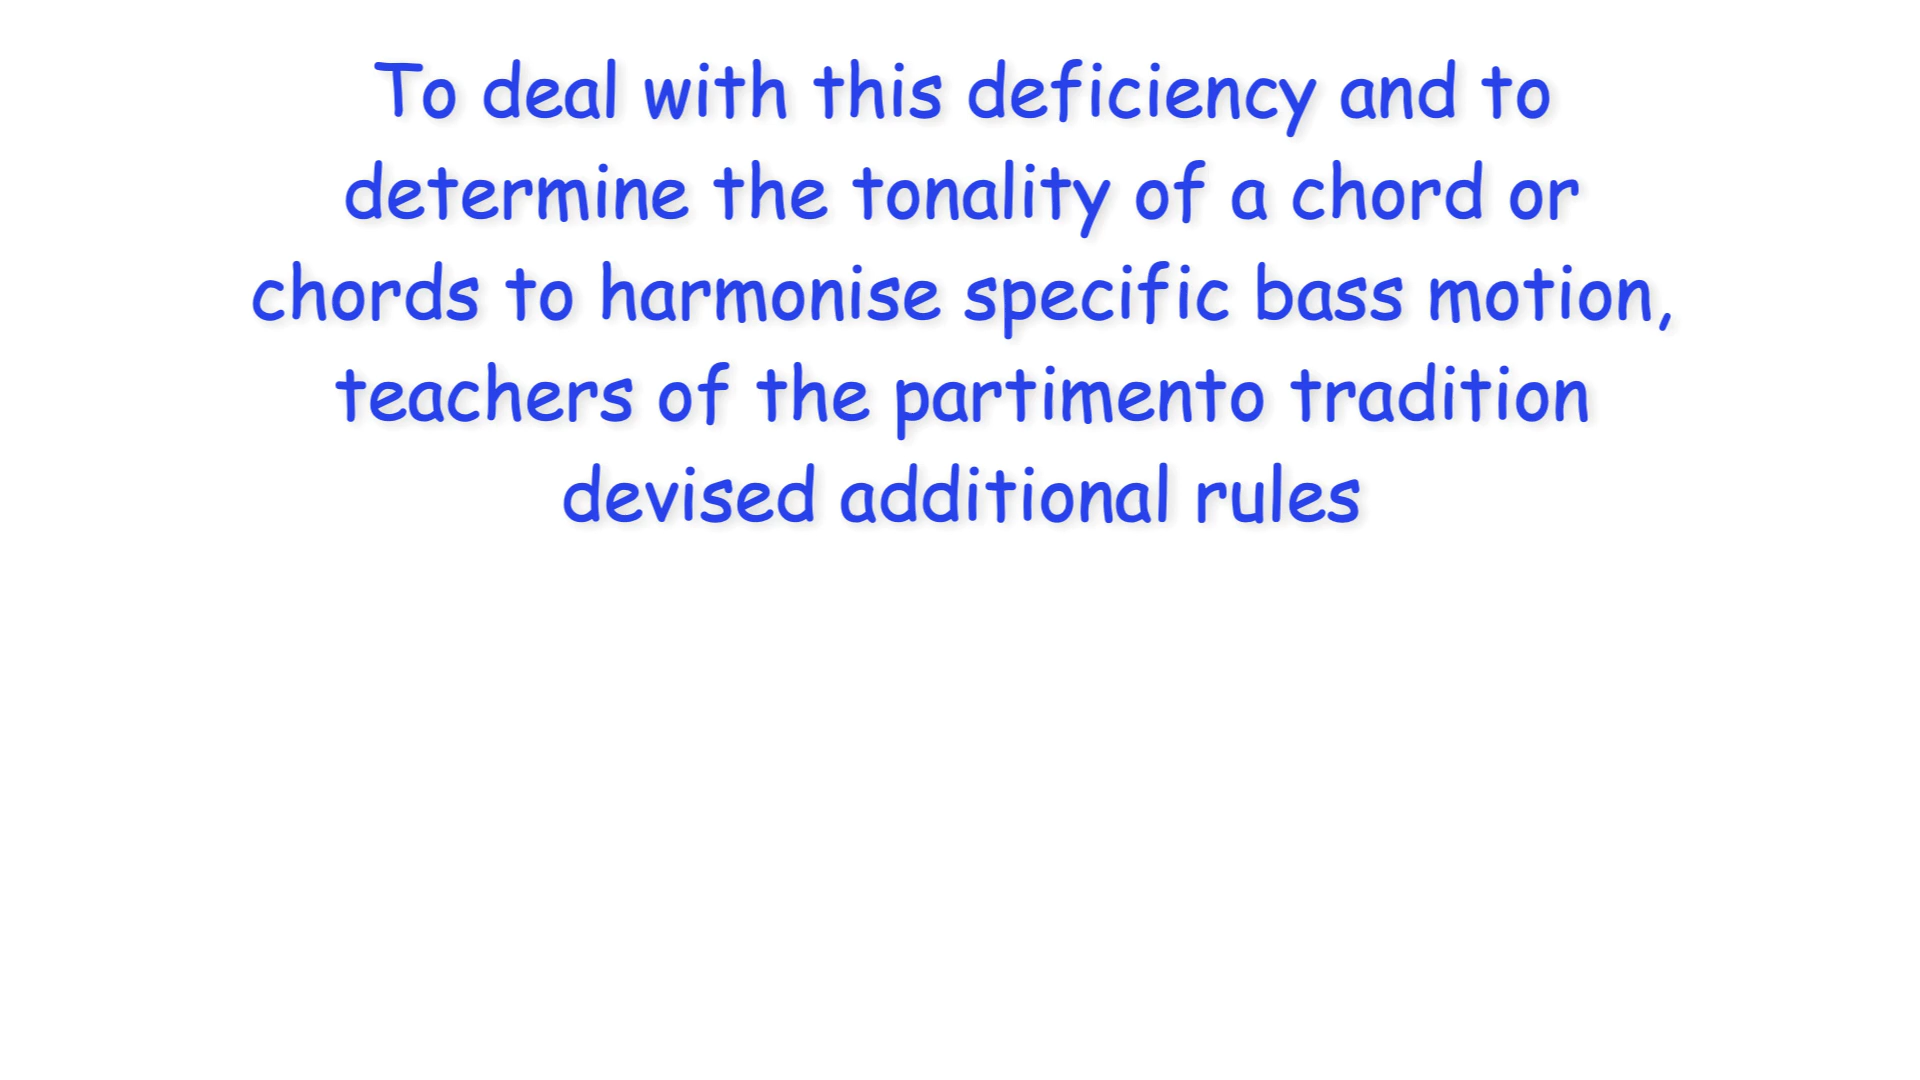 To deal with this deficiency and to
determine the tonality of a chord or
chords to harmonise specific bass motion,
teachers of the partimento tradition
devised additional rules